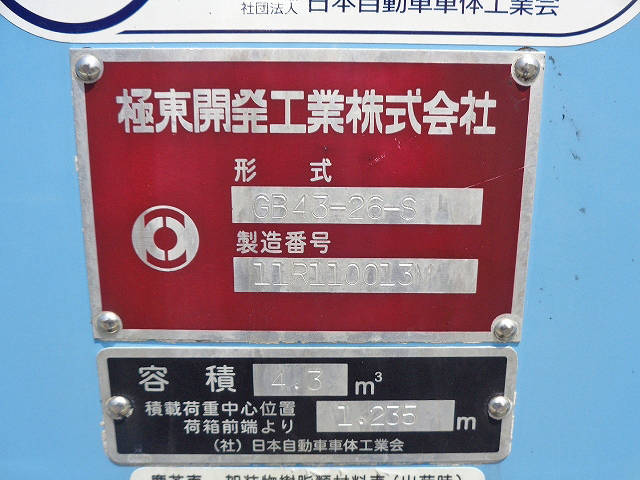 社団法人 日本自動車車体工業会
極東開発工業株式会社
形 式
GB43-26-S
製造番号
11R110013M
容 積 4.3 m³
積載荷重中心位置
荷箱前端より 1.235 m
(社)日本自動車車体工業会